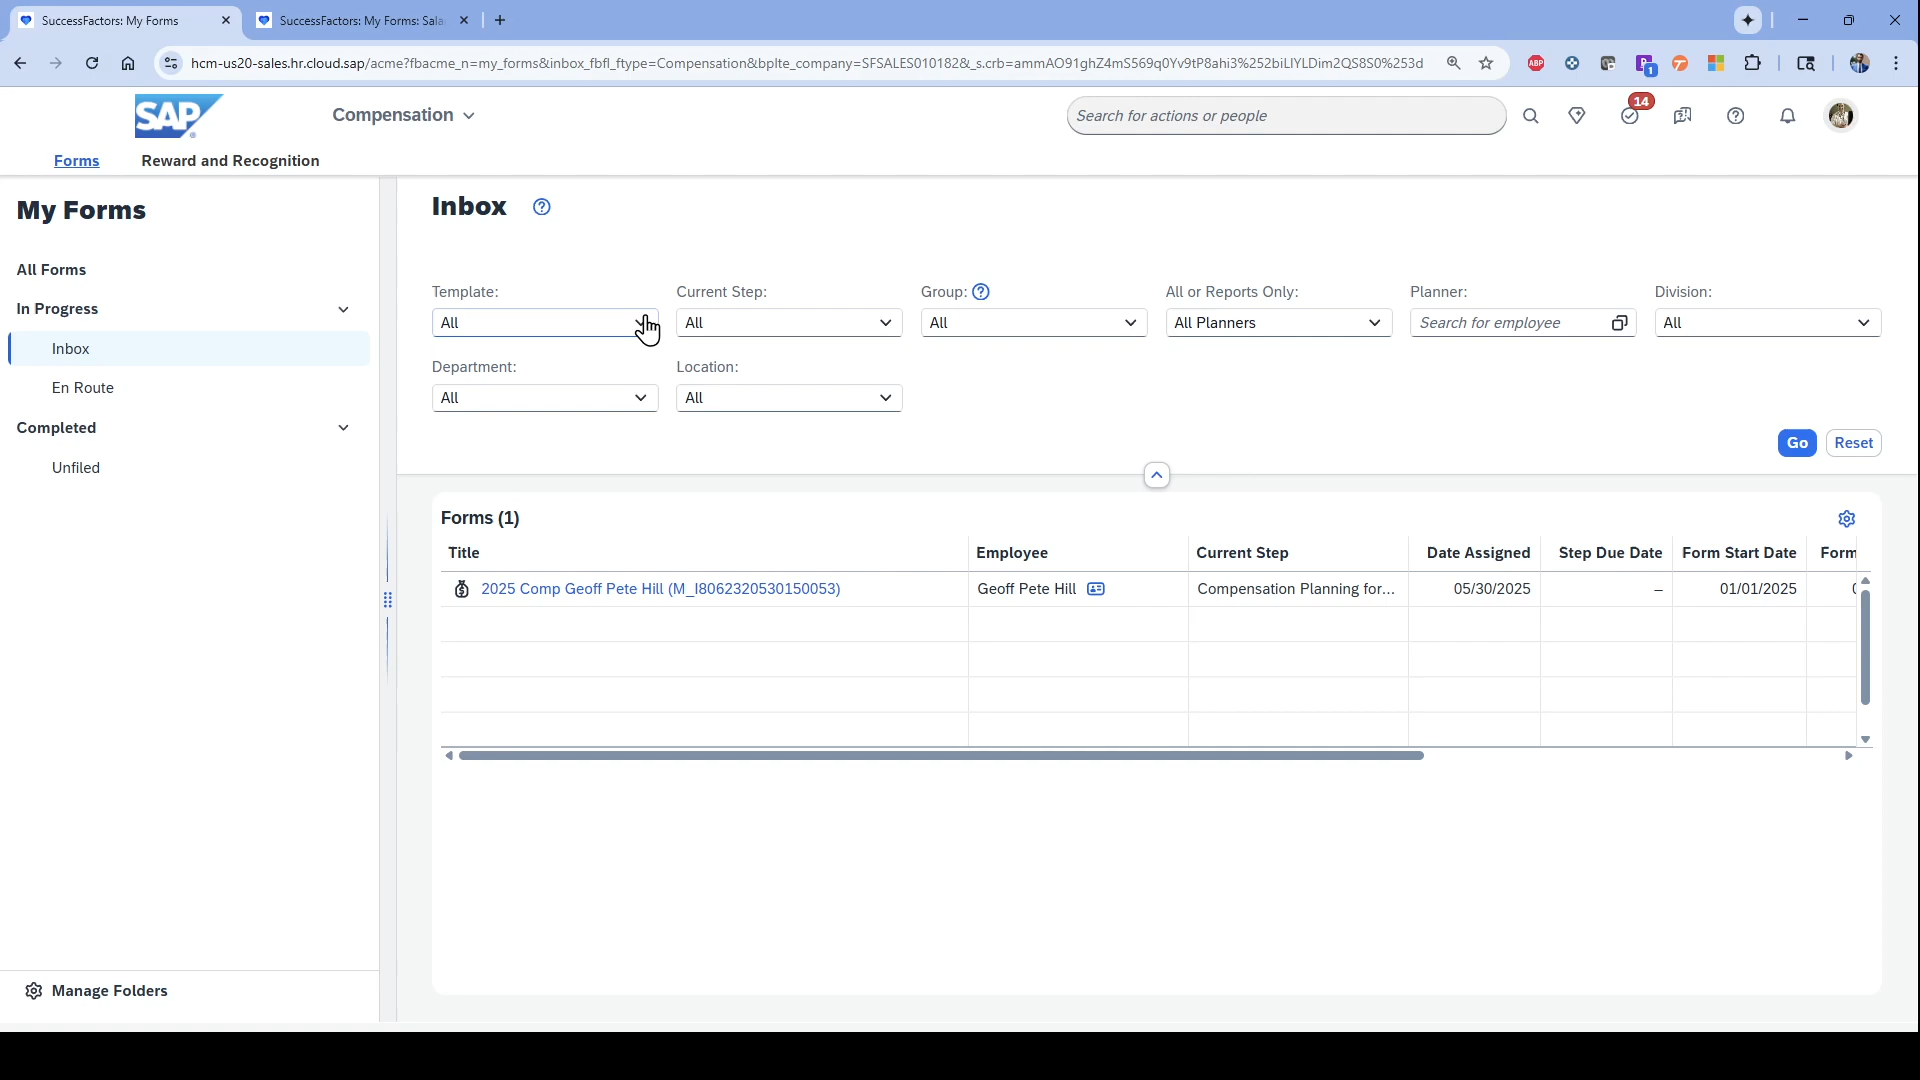 SuccessFactors: My Forms
SuccessFactors: My Forms: Sala
hcm-us20-sales.hr.cloud.sap/acme?fbacme_n=my_forms&inbox_fbfl_ftype=Compensation&bplte_company=SFSALES010182&_s.crb=ammAO91ghZ4mS569q0Yv9tP8ahi3%252biLlYLDim2QS8S0%253d
ABP
1
SAP
Compensation
Search for actions or people
14
Forms
Reward and Recognition
My Forms
All Forms
In Progress
Inbox
En Route
Completed
Unfiled
Manage Folders
Inbox
Template:
Current Step:
Group:
All or Reports Only:
Planner:
Division:
All
All
All
All Planners
Search for employee
All
Department:
Location:
All
All
Go
Reset
Forms (1)
Title
Employee
Current Step
Date Assigned
Step Due Date
Form Start Date
Form
2025 Comp Geoff Pete Hill (M_I8062320530150053)
Geoff Pete Hill
Compensation Planning for...
05/30/2025
–
01/01/2025